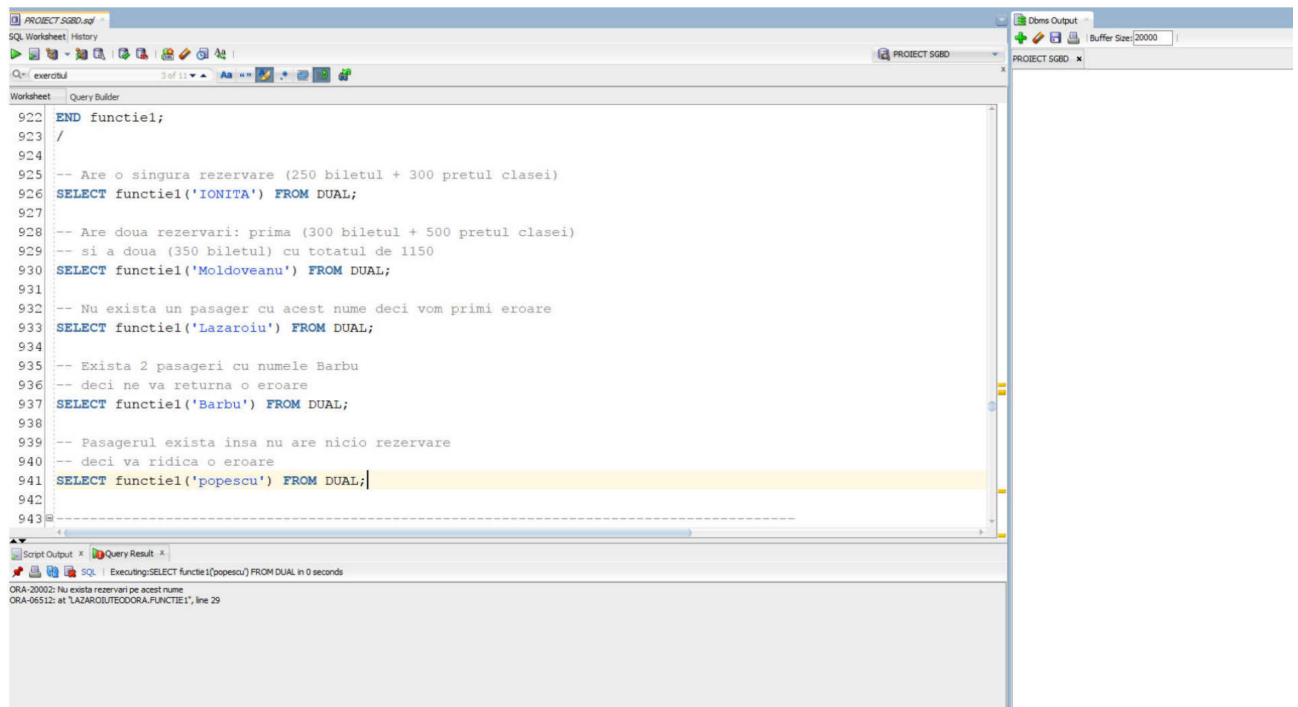 PROIECT SGBD.sql
SQL Worksheet History
PROIECT SGBD
exercitiul
3 of 11
Worksheet Query Builder
922 END functie1;
923 /
924
925 -- Are o singura rezervare (250 biletul + 300 pretul clasei)
926 SELECT functie1('IONITA') FROM DUAL;
927
928 -- Are doua rezervari: prima (300 biletul + 500 pretul clasei)
929 -- si a doua (350 biletul) cu totatul de 1150
930 SELECT functie1('Moldoveanu') FROM DUAL;
931
932 -- Nu exista un pasager cu acest nume deci vom primi eroare
933 SELECT functie1('Lazaroiu') FROM DUAL;
934
935 -- Exista 2 pasageri cu numele Barbu
936 -- deci ne va returna o eroare
937 SELECT functie1('Barbu') FROM DUAL;
938
939 -- Pasagerul exista insa nu are nicio rezervare
940 -- deci va ridica o eroare
941 SELECT functie1('popescu') FROM DUAL;
942
943 ------------------------------------------------------------------------------------------
Script Output x Query Result x
SQL | Executing:SELECT functie1('popescu') FROM DUAL in 0 seconds
ORA-20002: Nu exista rezervari pe acest nume
ORA-06512: at "LAZAROIUTEODORA.FUNCTIE1", line 29
Dbms Output
Buffer Size: 20000
PROIECT SGBD x